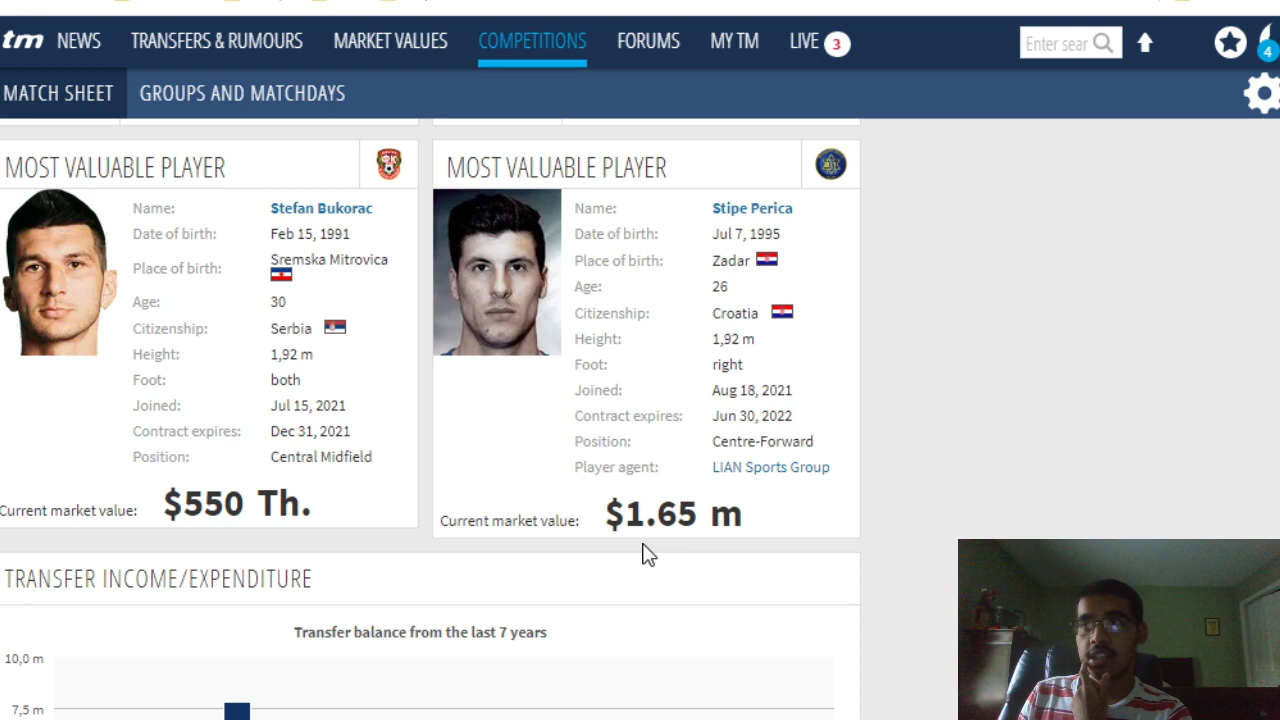 tm NEWS TRANSFERS & RUMOURS MARKET VALUES COMPETITIONS FORUMS MY TM LIVE 3 Enter sear 4
MATCH SHEET GROUPS AND MATCHDAYS
MOST VALUABLE PLAYER
Name: Stefan Bukorac
Date of birth: Feb 15, 1991
Place of birth: Sremska Mitrovica
Age: 30
Citizenship: Serbia
Height: 1,92 m
Foot: both
Joined: Jul 15, 2021
Contract expires: Dec 31, 2021
Position: Central Midfield
Current market value: $550 Th.
MOST VALUABLE PLAYER
Name: Stipe Perica
Date of birth: Jul 7, 1995
Place of birth: Zadar
Age: 26
Citizenship: Croatia
Height: 1,92 m
Foot: right
Joined: Aug 18, 2021
Contract expires: Jun 30, 2022
Position: Centre-Forward
Player agent: LIAN Sports Group
Current market value: $1.65 m
TRANSFER INCOME/EXPENDITURE
Transfer balance from the last 7 years
10,0 m
7,5 m